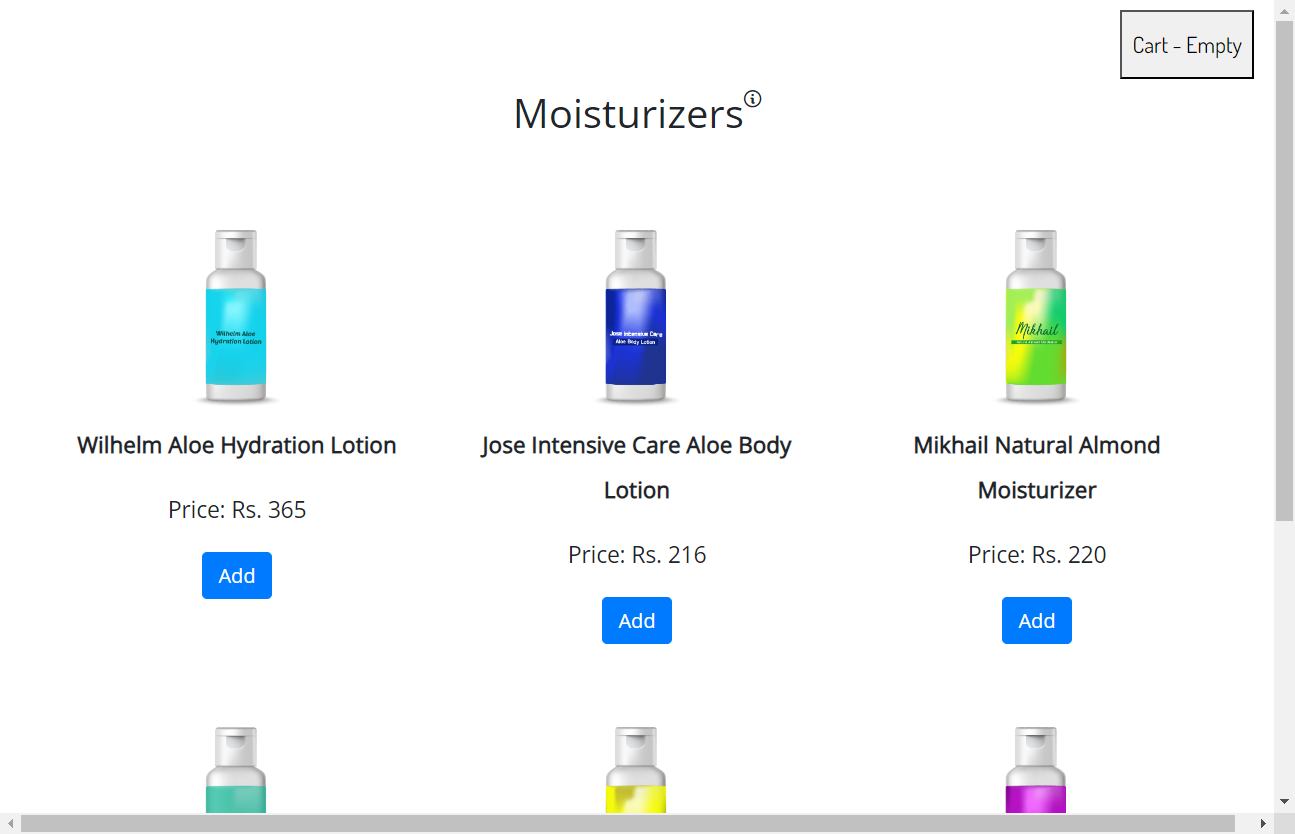 Cart - Empty
Moisturizers
Wilhelm Aloe
Hydration Lotion
Jose Intensive Care
Aloe Body Lotion
Mikhail
Wilhelm Aloe Hydration Lotion
Jose Intensive Care Aloe Body
Lotion
Mikhail Natural Almond
Moisturizer
Price: Rs. 365
Price: Rs. 216
Price: Rs. 220
Add
Add
Add